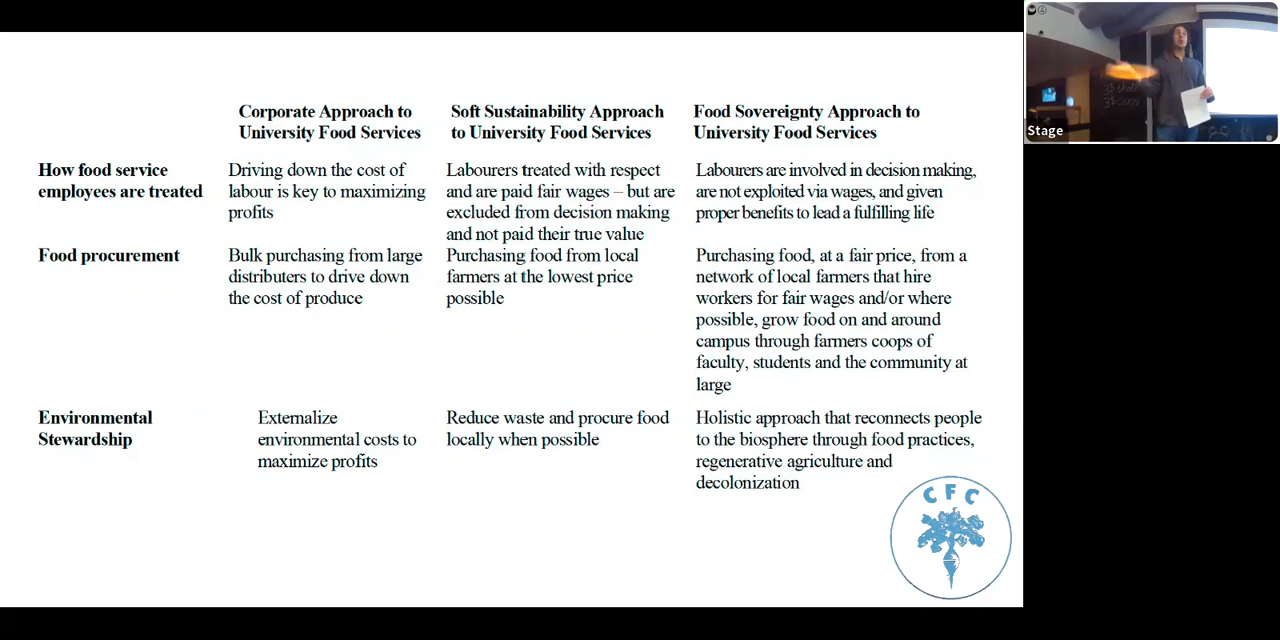 Corporate Approach to
University Food Services
Soft Sustainability Approach
to University Food Services
Food Sovereignty Approach to
University Food Services
How food service
employees are treated
Driving down the cost of
labour is key to maximizing
profits
Labourers treated with respect
and are paid fair wages – but are
excluded from decision making
and not paid their true value
Labourers are involved in decision making,
are not exploited via wages, and given
proper benefits to lead a fulfilling life
Food procurement
Bulk purchasing from large
distributers to drive down
the cost of produce
Purchasing food from local
farmers at the lowest price
possible
Purchasing food, at a fair price, from a
network of local farmers that hire
workers for fair wages and/or where
possible, grow food on and around
campus through farmers coops of
faculty, students and the community at
large
Environmental
Stewardship
Externalize
environmental costs to
maximize profits
Reduce waste and procure food
locally when possible
Holistic approach that reconnects people
to the biosphere through food practices,
regenerative agriculture and
decolonization
CFC
Stage